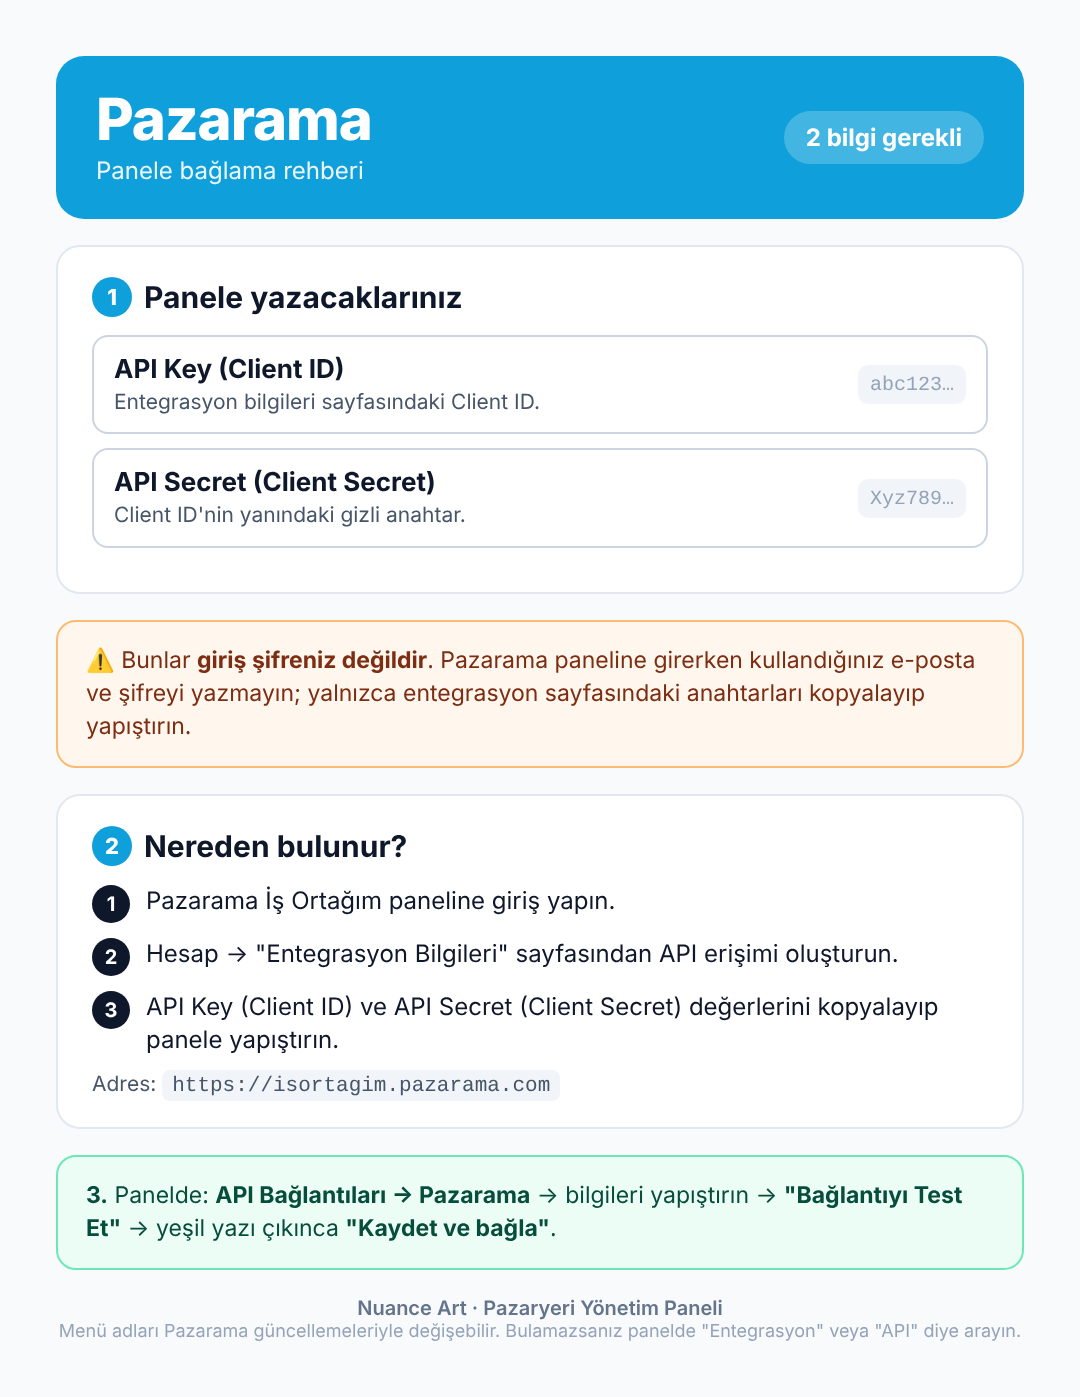 Pazarama
Panele bağlama rehberi
2 bilgi gerekli
1 Panele yazacaklarınız
API Key (Client ID)
Entegrasyon bilgileri sayfasındaki Client ID.
abc123…
API Secret (Client Secret)
Client ID'nin yanındaki gizli anahtar.
Xyz789…
⚠️ Bunlar giriş şifreniz değildir. Pazarama paneline girerken kullandığınız e-posta
ve şifreyi yazmayın; yalnızca entegrasyon sayfasındaki anahtarları kopyalayıp
yapıştırın.
2 Nereden bulunur?
1 Pazarama İş Ortağım paneline giriş yapın.
2 Hesap → "Entegrasyon Bilgileri" sayfasından API erişimi oluşturun.
3 API Key (Client ID) ve API Secret (Client Secret) değerlerini kopyalayıp
panele yapıştırın.
Adres: https://isortagim.pazarama.com
3. Panelde: API Bağlantıları → Pazarama → bilgileri yapıştırın → "Bağlantıyı Test
Et" → yeşil yazı çıkınca "Kaydet ve bağla".
Nuance Art · Pazaryeri Yönetim Paneli
Menü adları Pazarama güncellemeleriyle değişebilir. Bulamazsanız panelde "Entegrasyon" veya "API" diye arayın.